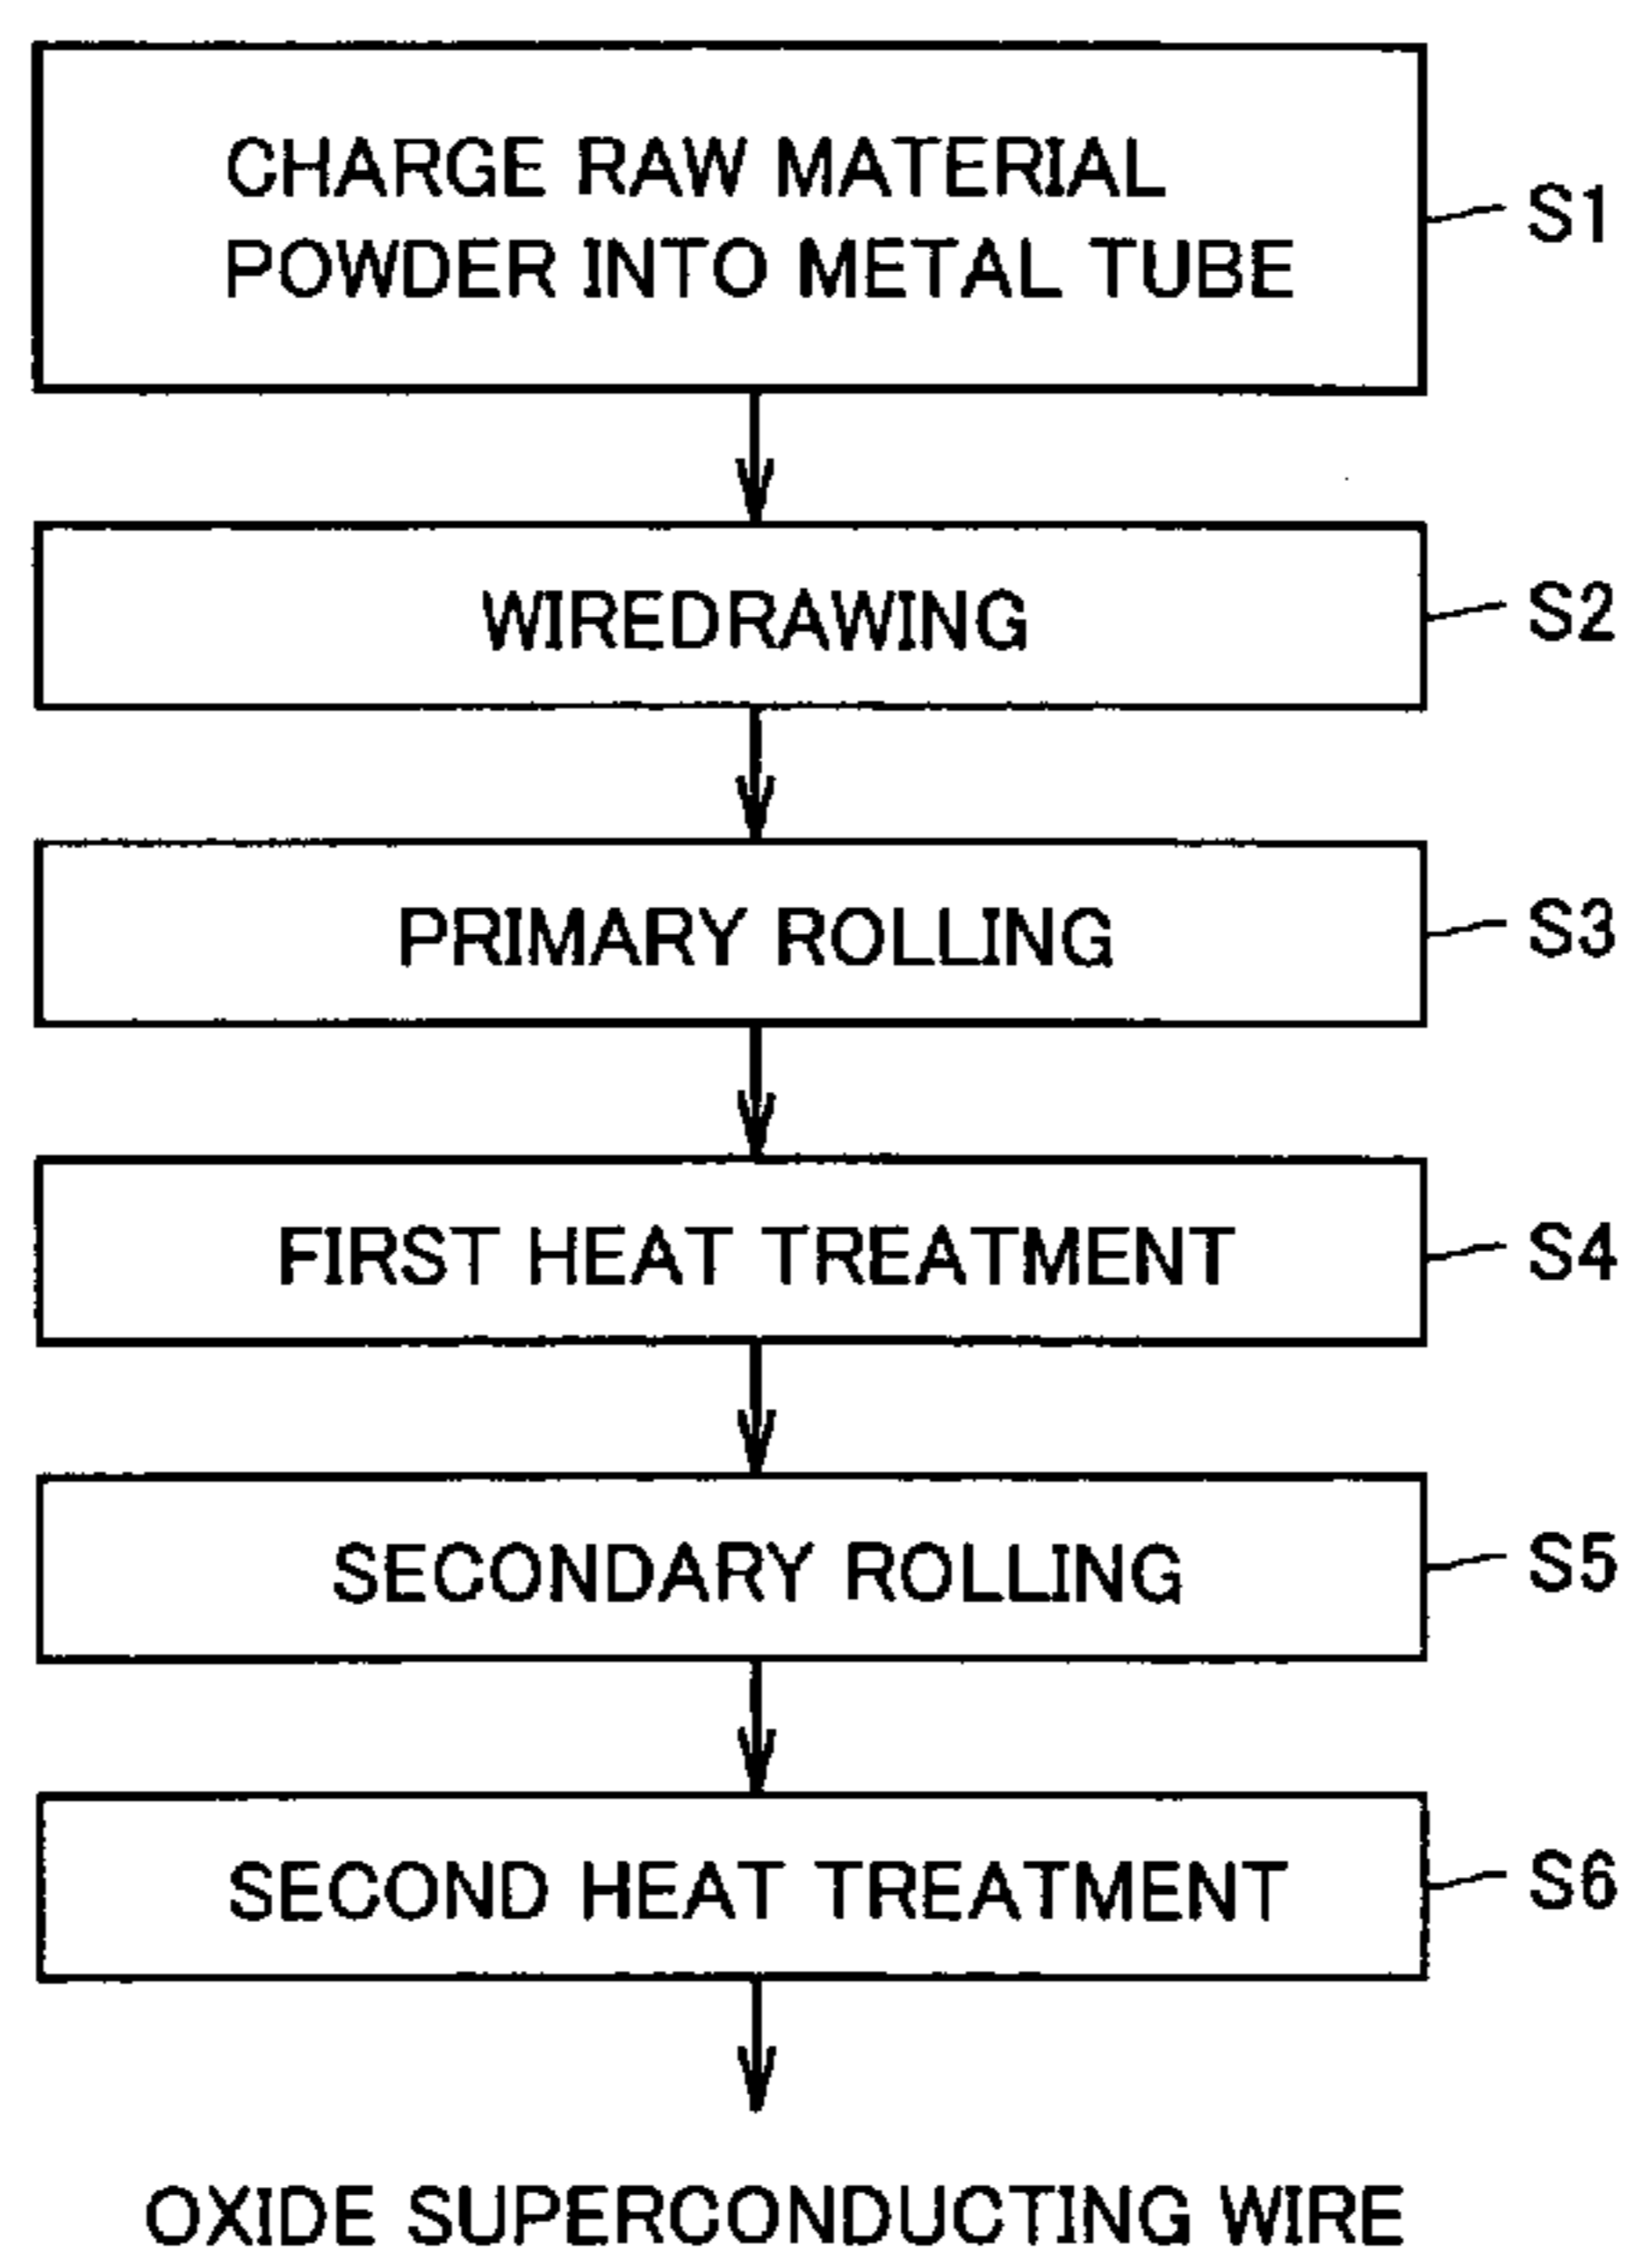 CHARGE RAW MATERIAL
POWDER INTO METAL TUBE
S1
WIREDRAWING
S2
PRIMARY ROLLING
S3
FIRST HEAT TREATMENT
S4
SECONDARY ROLLING
S5
SECOND HEAT TREATMENT
S6
OXIDE SUPERCONDUCTING WIRE